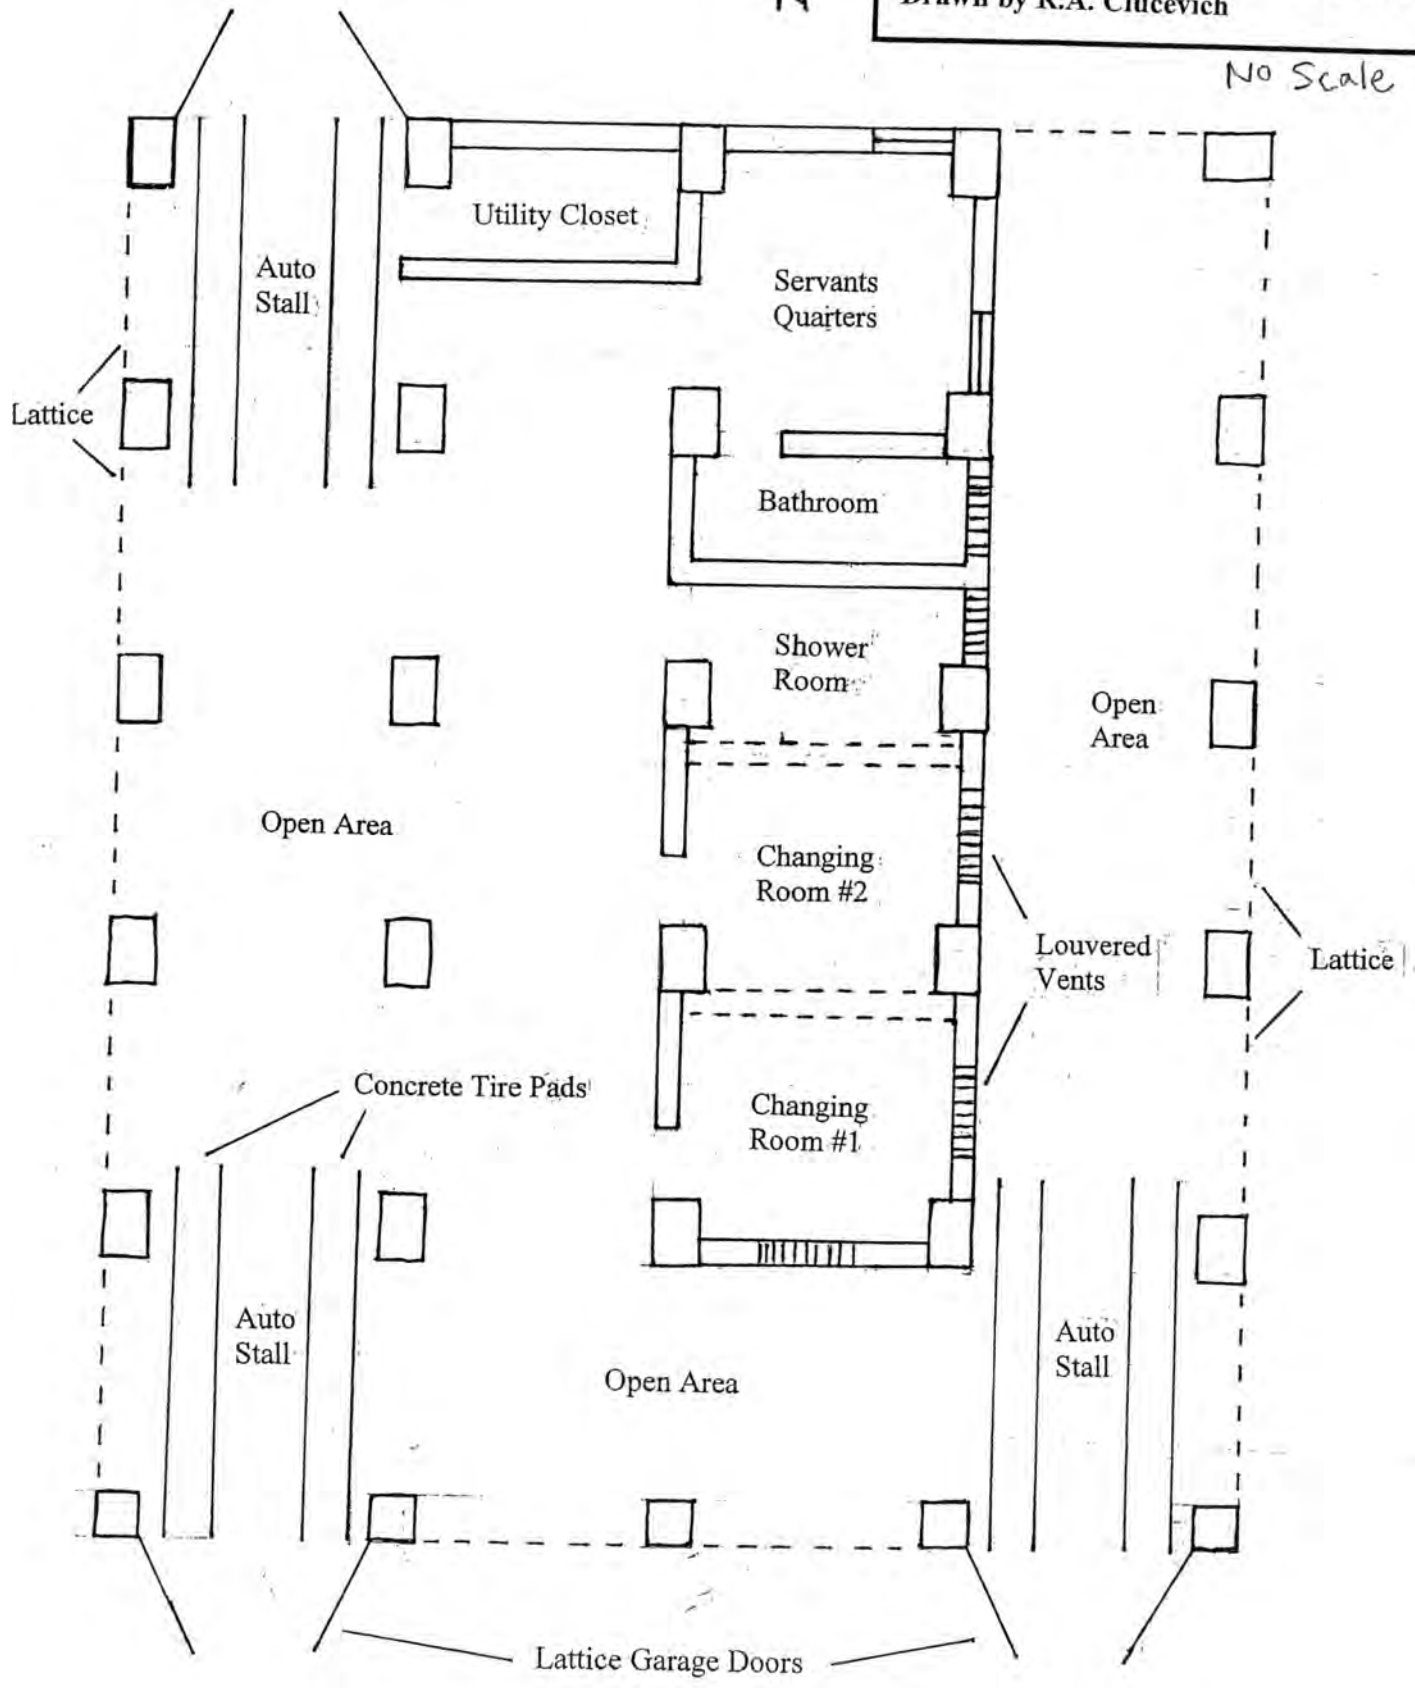 N
Drawn by R.A. Clucevich
No Scale
Utility Closet
Auto
Stall
Servants
Quarters
Lattice
Bathroom
Shower
Room
Open
Area
Open Area
Changing
Room #2
Louvered
Vents
Lattice
Concrete Tire Pads
Changing
Room #1
Auto
Stall
Auto
Stall
Open Area
Lattice Garage Doors